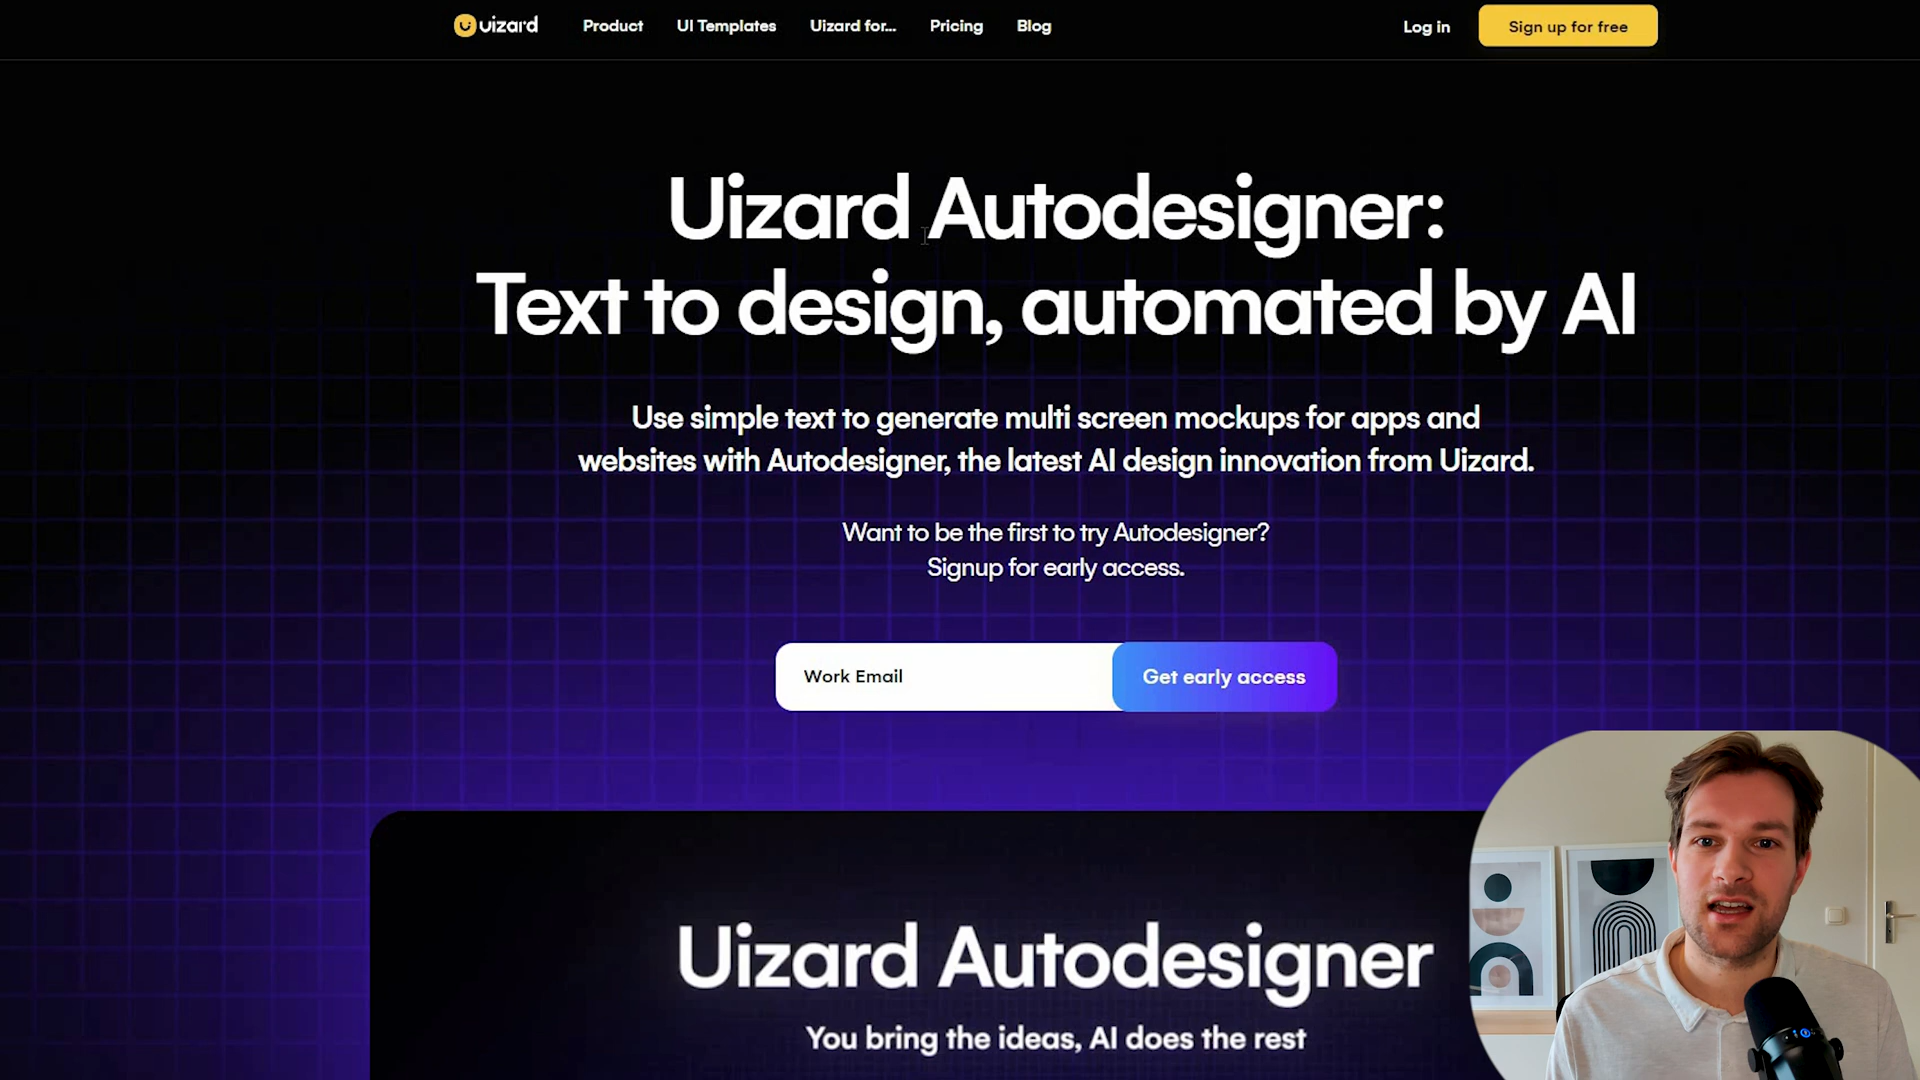 uizard Product UI Templates Uizard for... Pricing Blog Log in Sign up for free
Uizard Autodesigner:
Text to design, automated by AI
Use simple text to generate multi screen mockups for apps and
websites with Autodesigner, the latest AI design innovation from Uizard.
Want to be the first to try Autodesigner?
Signup for early access.
Work Email Get early access
Uizard Autodesigner
You bring the ideas, AI does the rest